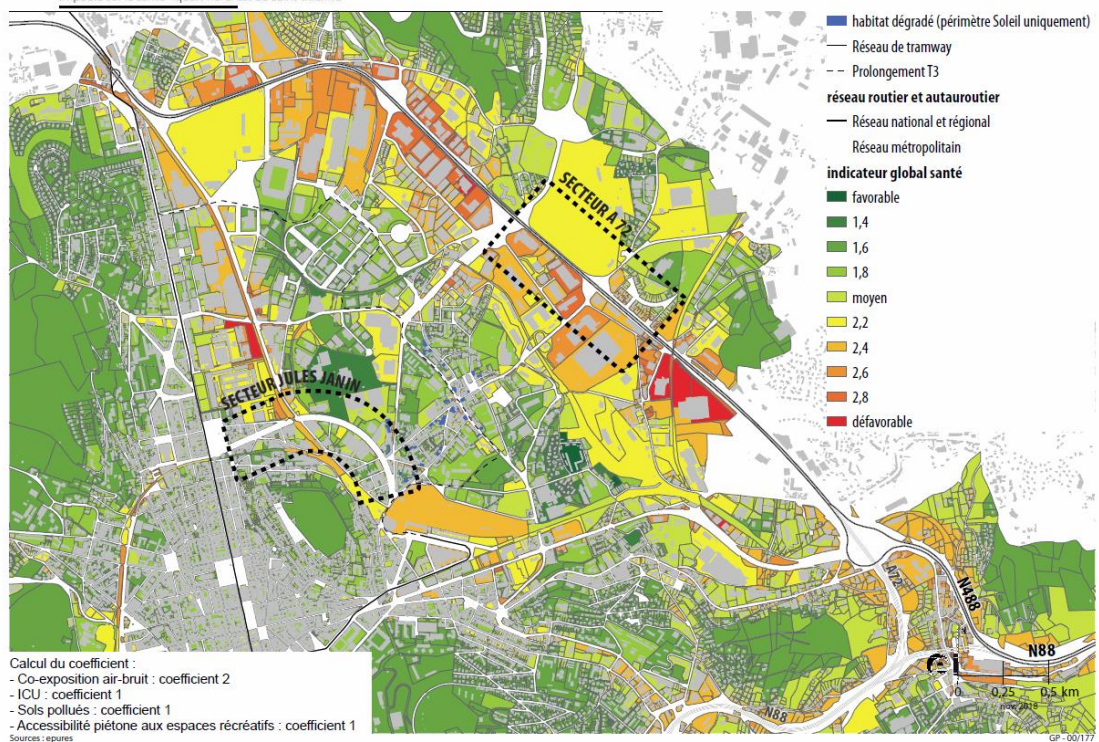 habitat dégradé (périmètre Soleil uniquement)
Réseau de tramway
Prolongement T3
réseau routier et autauroutier
Réseau national et régional
Réseau métropolitain
indicateur global santé
favorable
1,4
1,6
1,8
moyen
2,2
2,4
2,6
2,8
défavorable
SECTEUR A 72
SECTEUR JULES JANIN
A72
N488
N88
N88
0 0,25 0,5 km
nov. 2018
Calcul du coefficient :
- Co-exposition air-bruit : coefficient 2
- ICU : coefficient 1
- Sols pollués : coefficient 1
- Accessibilité piétone aux espaces récréatifs : coefficient 1
Sources : epures
GP - 00/177